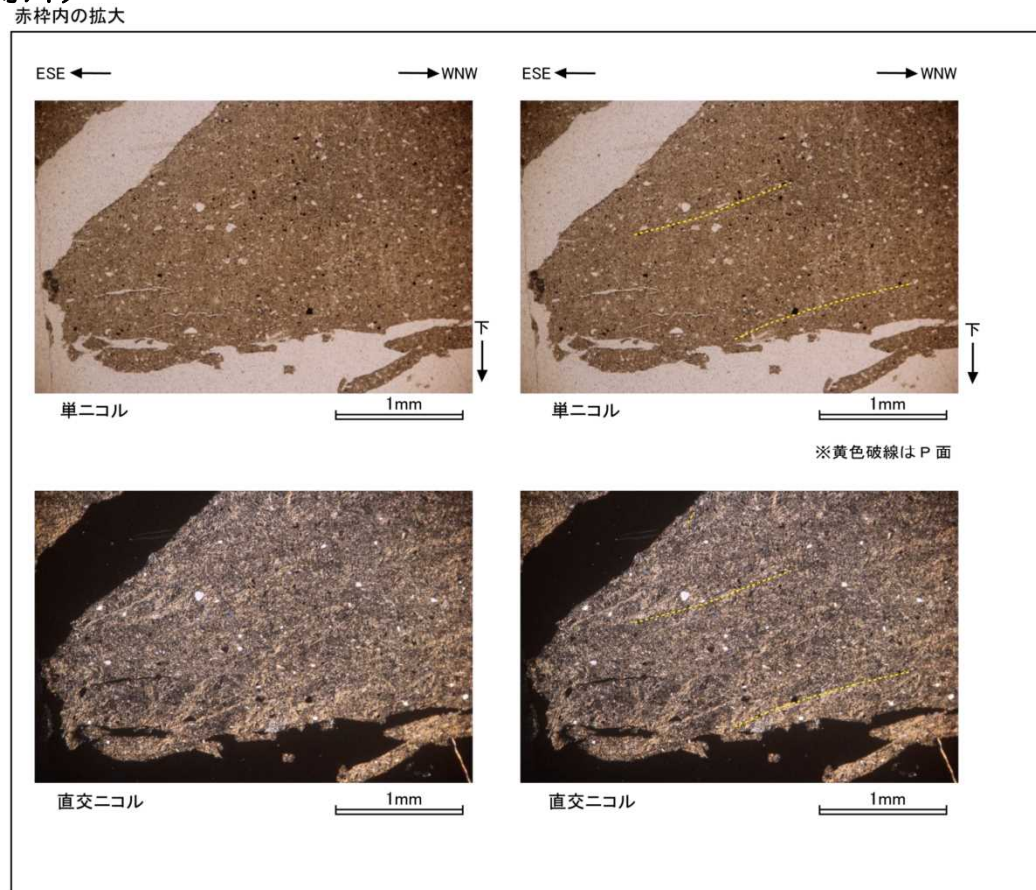 赤枠内の拡大
ESE WNW ESE WNW
下 下
単ニコル 1mm 単ニコル 1mm
※黄色破線はP面
直交ニコル 1mm 直交ニコル 1mm